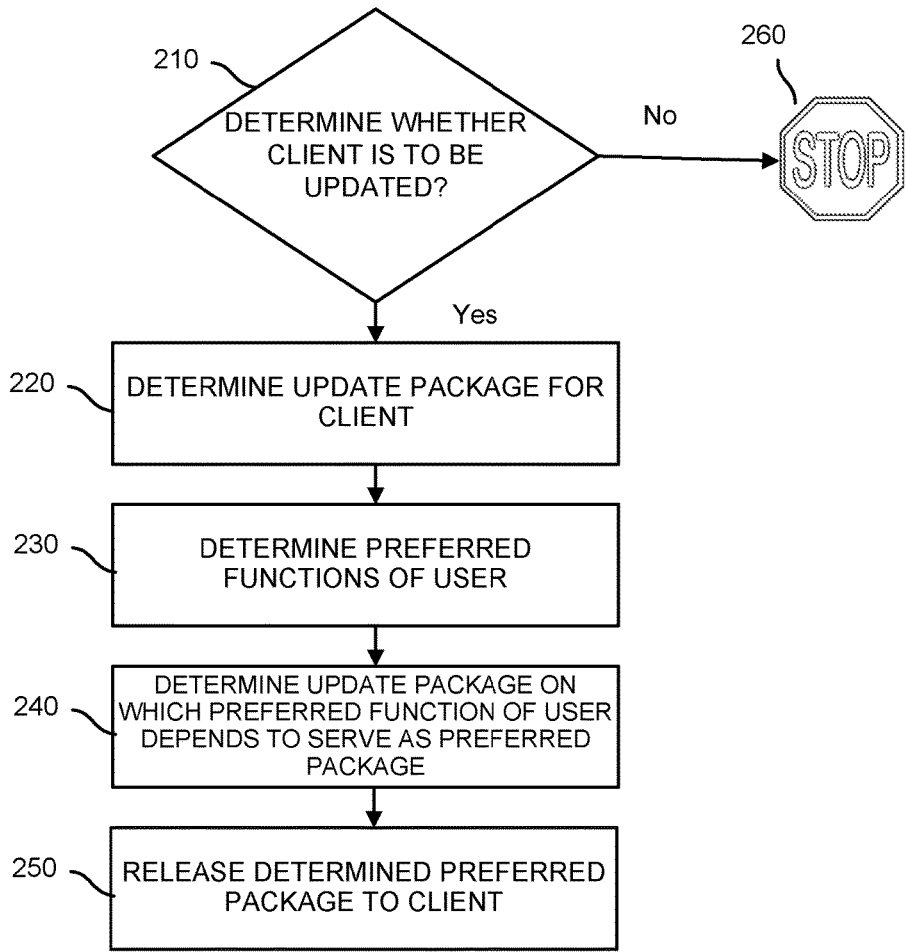 210
DETERMINE WHETHER
CLIENT IS TO BE
UPDATED?
No
260
STOP
Yes
220
DETERMINE UPDATE PACKAGE FOR
CLIENT
230
DETERMINE PREFERRED
FUNCTIONS OF USER
240
DETERMINE UPDATE PACKAGE ON
WHICH PREFERRED FUNCTION OF USER
DEPENDS TO SERVE AS PREFERRED
PACKAGE
250
RELEASE DETERMINED PREFERRED
PACKAGE TO CLIENT